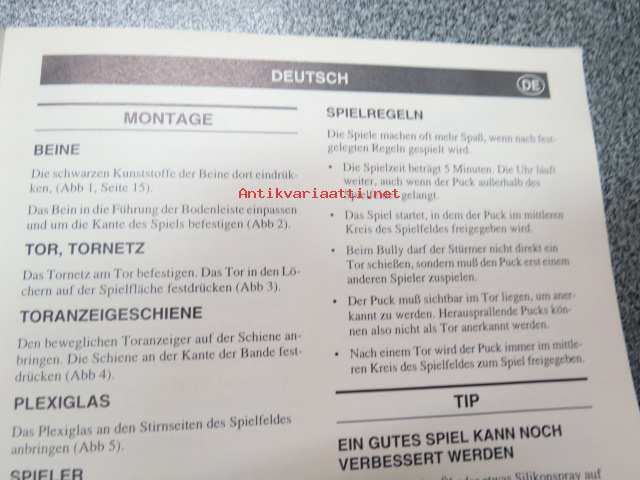 DEUTSCH
DE
MONTAGE
BEINE
Die schwarzen Kunststoffe der Beine dort eindrük-
ken, (Abb 1, Seite 15).
Das Bein in die Führung der Bodenleiste einpassen
und um die Kante des Spiels befestigen (Abb 2).
TOR, TORNETZ
Das Tornetz am Tor befestigen. Das Tor in den Lö-
chern auf der Spielfläche festdrücken (Abb 3).
TORANZEIGESCHIENE
Den beweglichen Toranzeiger auf der Schiene an-
bringen. Die Schiene an der Kante der Bande fest-
drücken (Abb 4).
PLEXIGLAS
Das Plexiglas an den Stirnseiten des Spielfeldes
anbringen (Abb 5).
SPIELER
SPIELREGELN
Die Spiele machen oft mehr Spaß, wenn nach fest-
gelegten Regeln gespielt wird.
• Die Spielzeit beträgt 5 Minuten. Die Uhr läuft
weiter, auch wenn der Puck außerhalb des
gelangt.
Antikvariaatti.net
• Das Spiel startet, in dem der Puck im mittleren
Kreis des Spielfeldes freigegeben wird.
• Beim Bully darf der Stürmer nicht direkt ein
Tor schießen, sondern muß den Puck erst einem
anderen Spieler zuspielen.
• Der Puck muß sichtbar im Tor liegen, um aner-
kannt zu werden. Herausprallende Pucks kön-
nen also nicht als Tor anerkannt werden.
• Nach einem Tor wird der Puck immer im mittle-
ren Kreis des Spielfeldes zum Spiel freigegeben.
TIP
EIN GUTES SPIEL KANN NOCH
VERBESSERT WERDEN
oder etwas Silikonspray auf